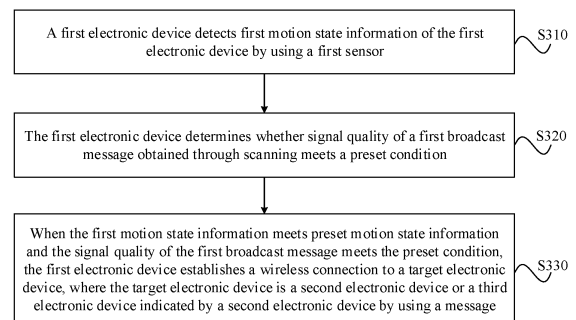 A first electronic device detects first motion state information of the first
electronic device by using a first sensor
S310
The first electronic device determines whether signal quality of a first broadcast
message obtained through scanning meets a preset condition
S320
When the first motion state information meets preset motion state information
and the signal quality of the first broadcast message meets the preset condition,
the first electronic device establishes a wireless connection to a target electronic
device, where the target electronic device is a second electronic device or a third
electronic device indicated by a second electronic device by using a message
S330